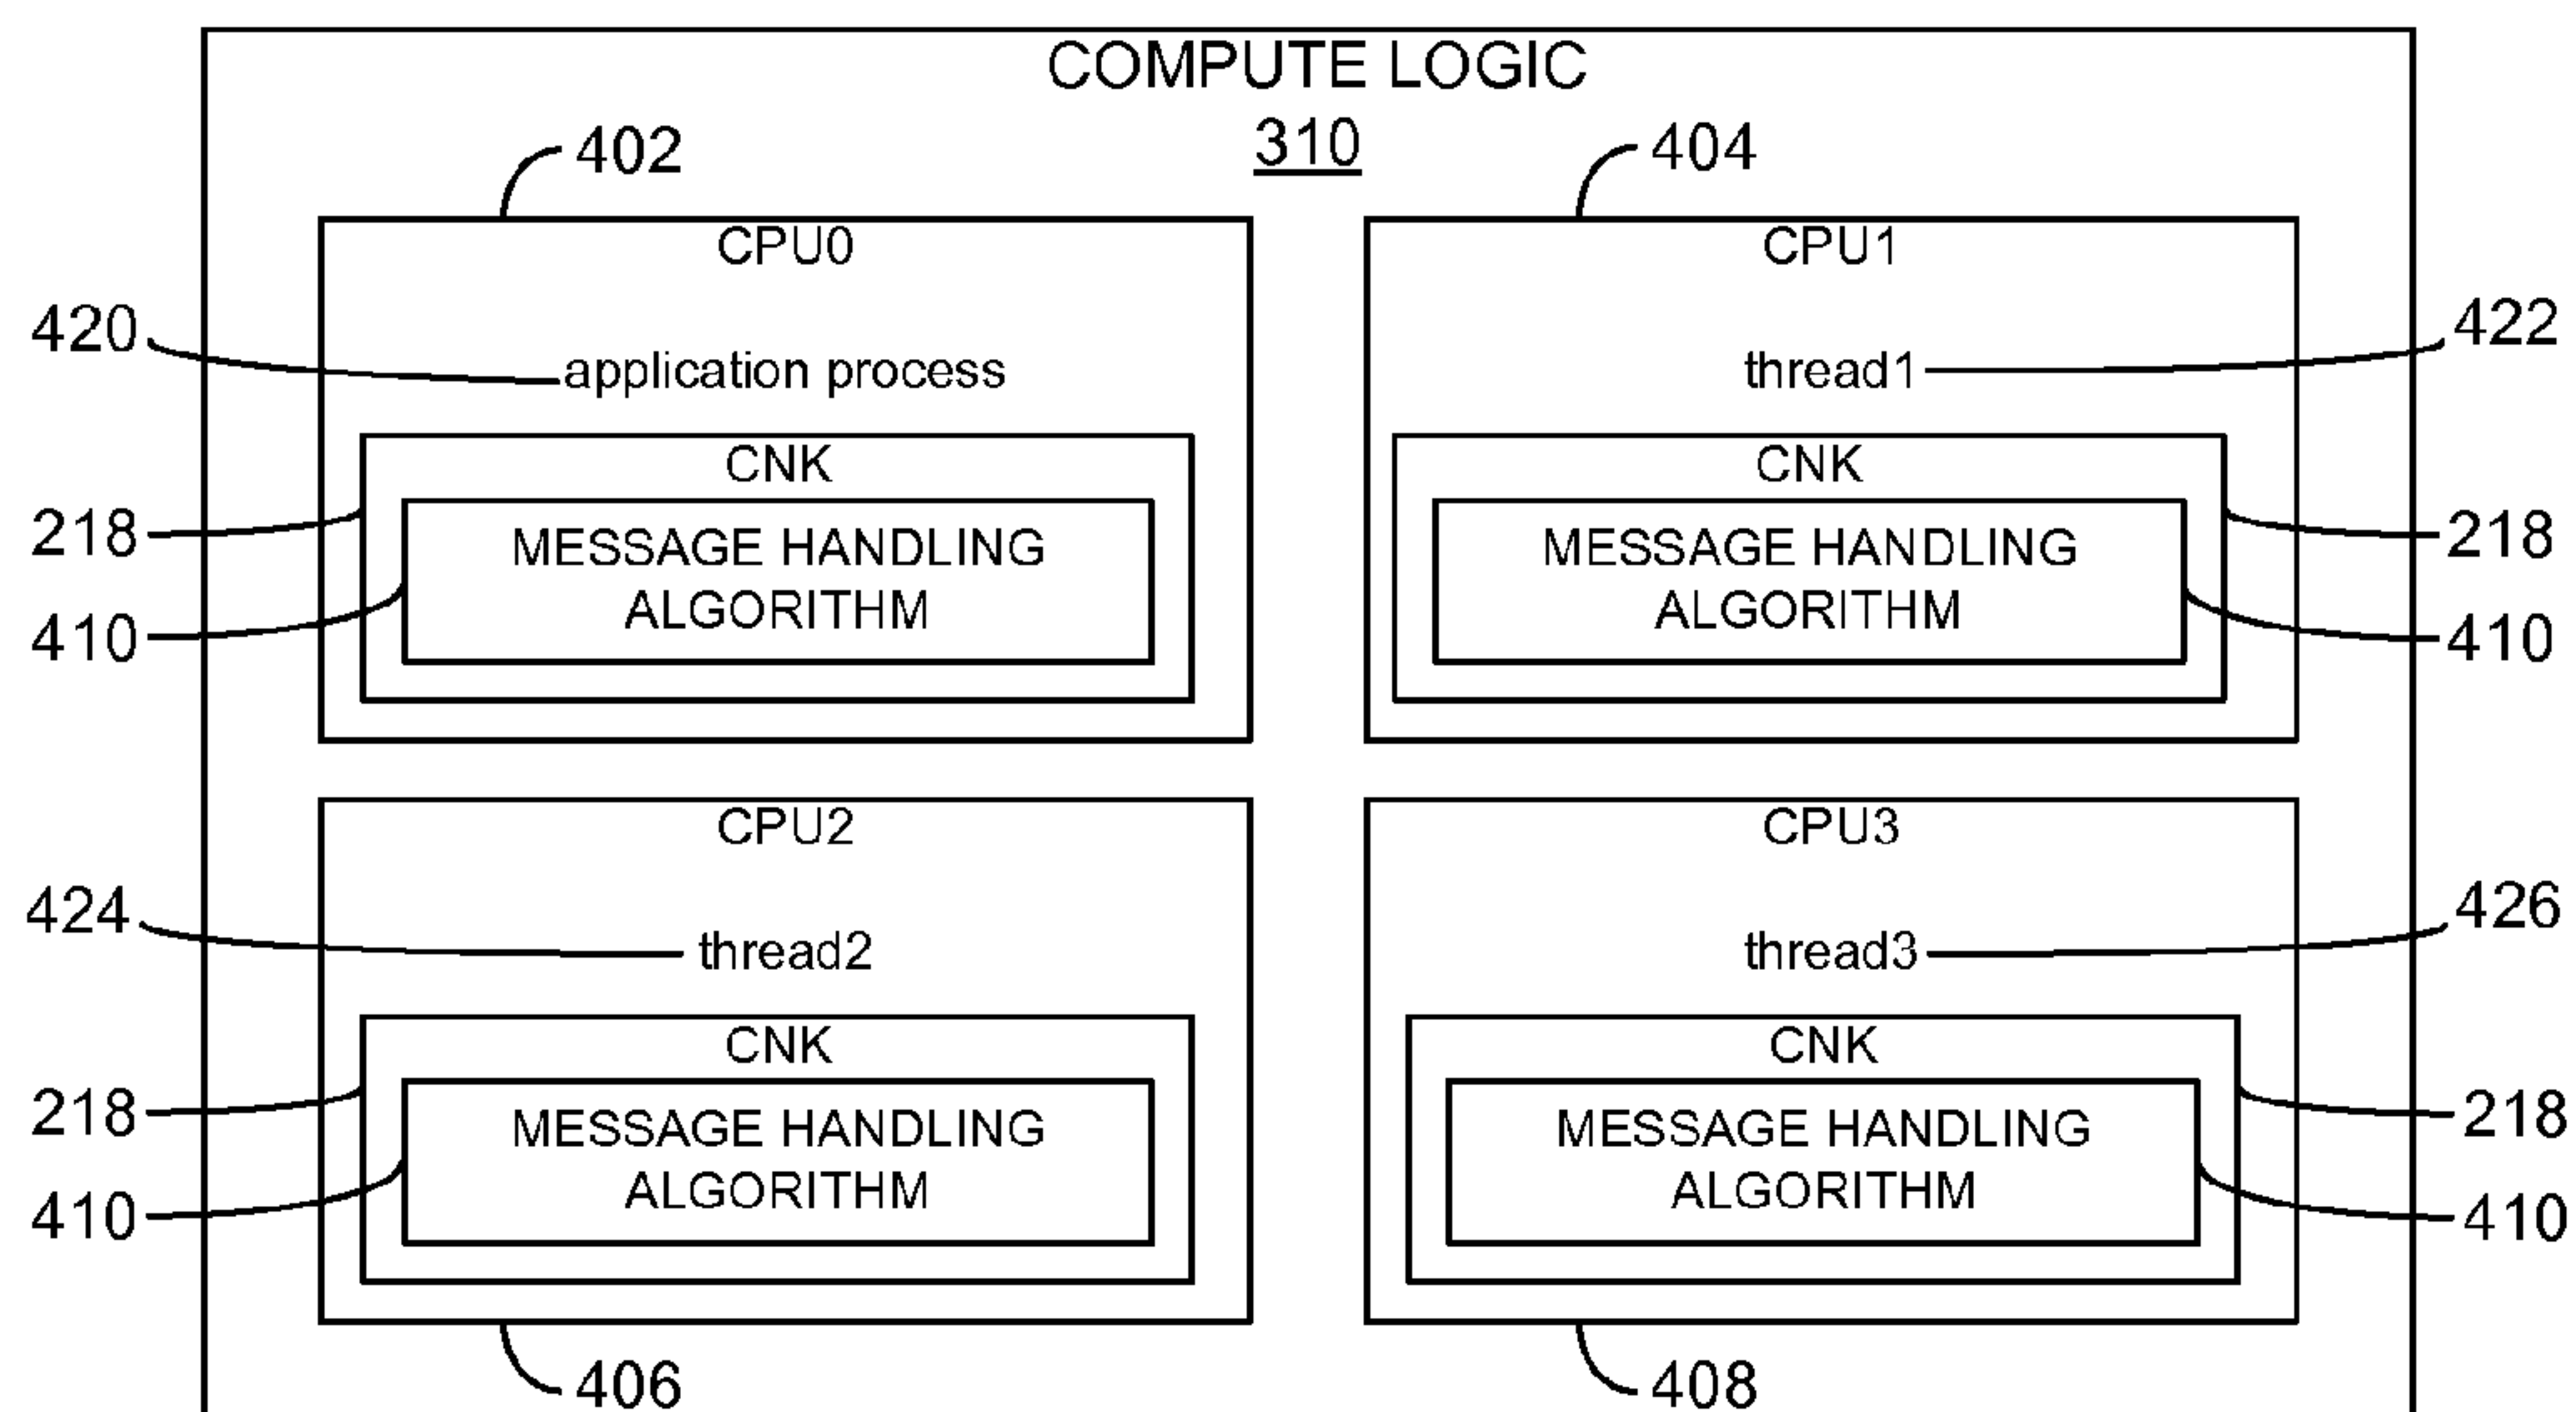 COMPUTE LOGIC
310
402
404
CPU0
CPU1
420
application process
thread1
422
CNK
CNK
218
MESSAGE HANDLING
ALGORITHM
MESSAGE HANDLING
ALGORITHM
218
410
410
CPU2
CPU3
424
thread2
thread3
426
CNK
CNK
218
MESSAGE HANDLING
ALGORITHM
MESSAGE HANDLING
ALGORITHM
218
410
410
406
408